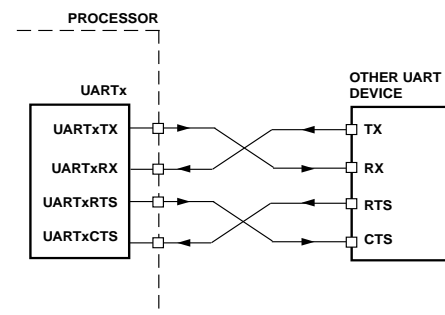 PROCESSOR
UARTx
UARTxTX
UARTxRX
UARTxRTS
UARTxCTS
OTHER UART
DEVICE
TX
RX
RTS
CTS